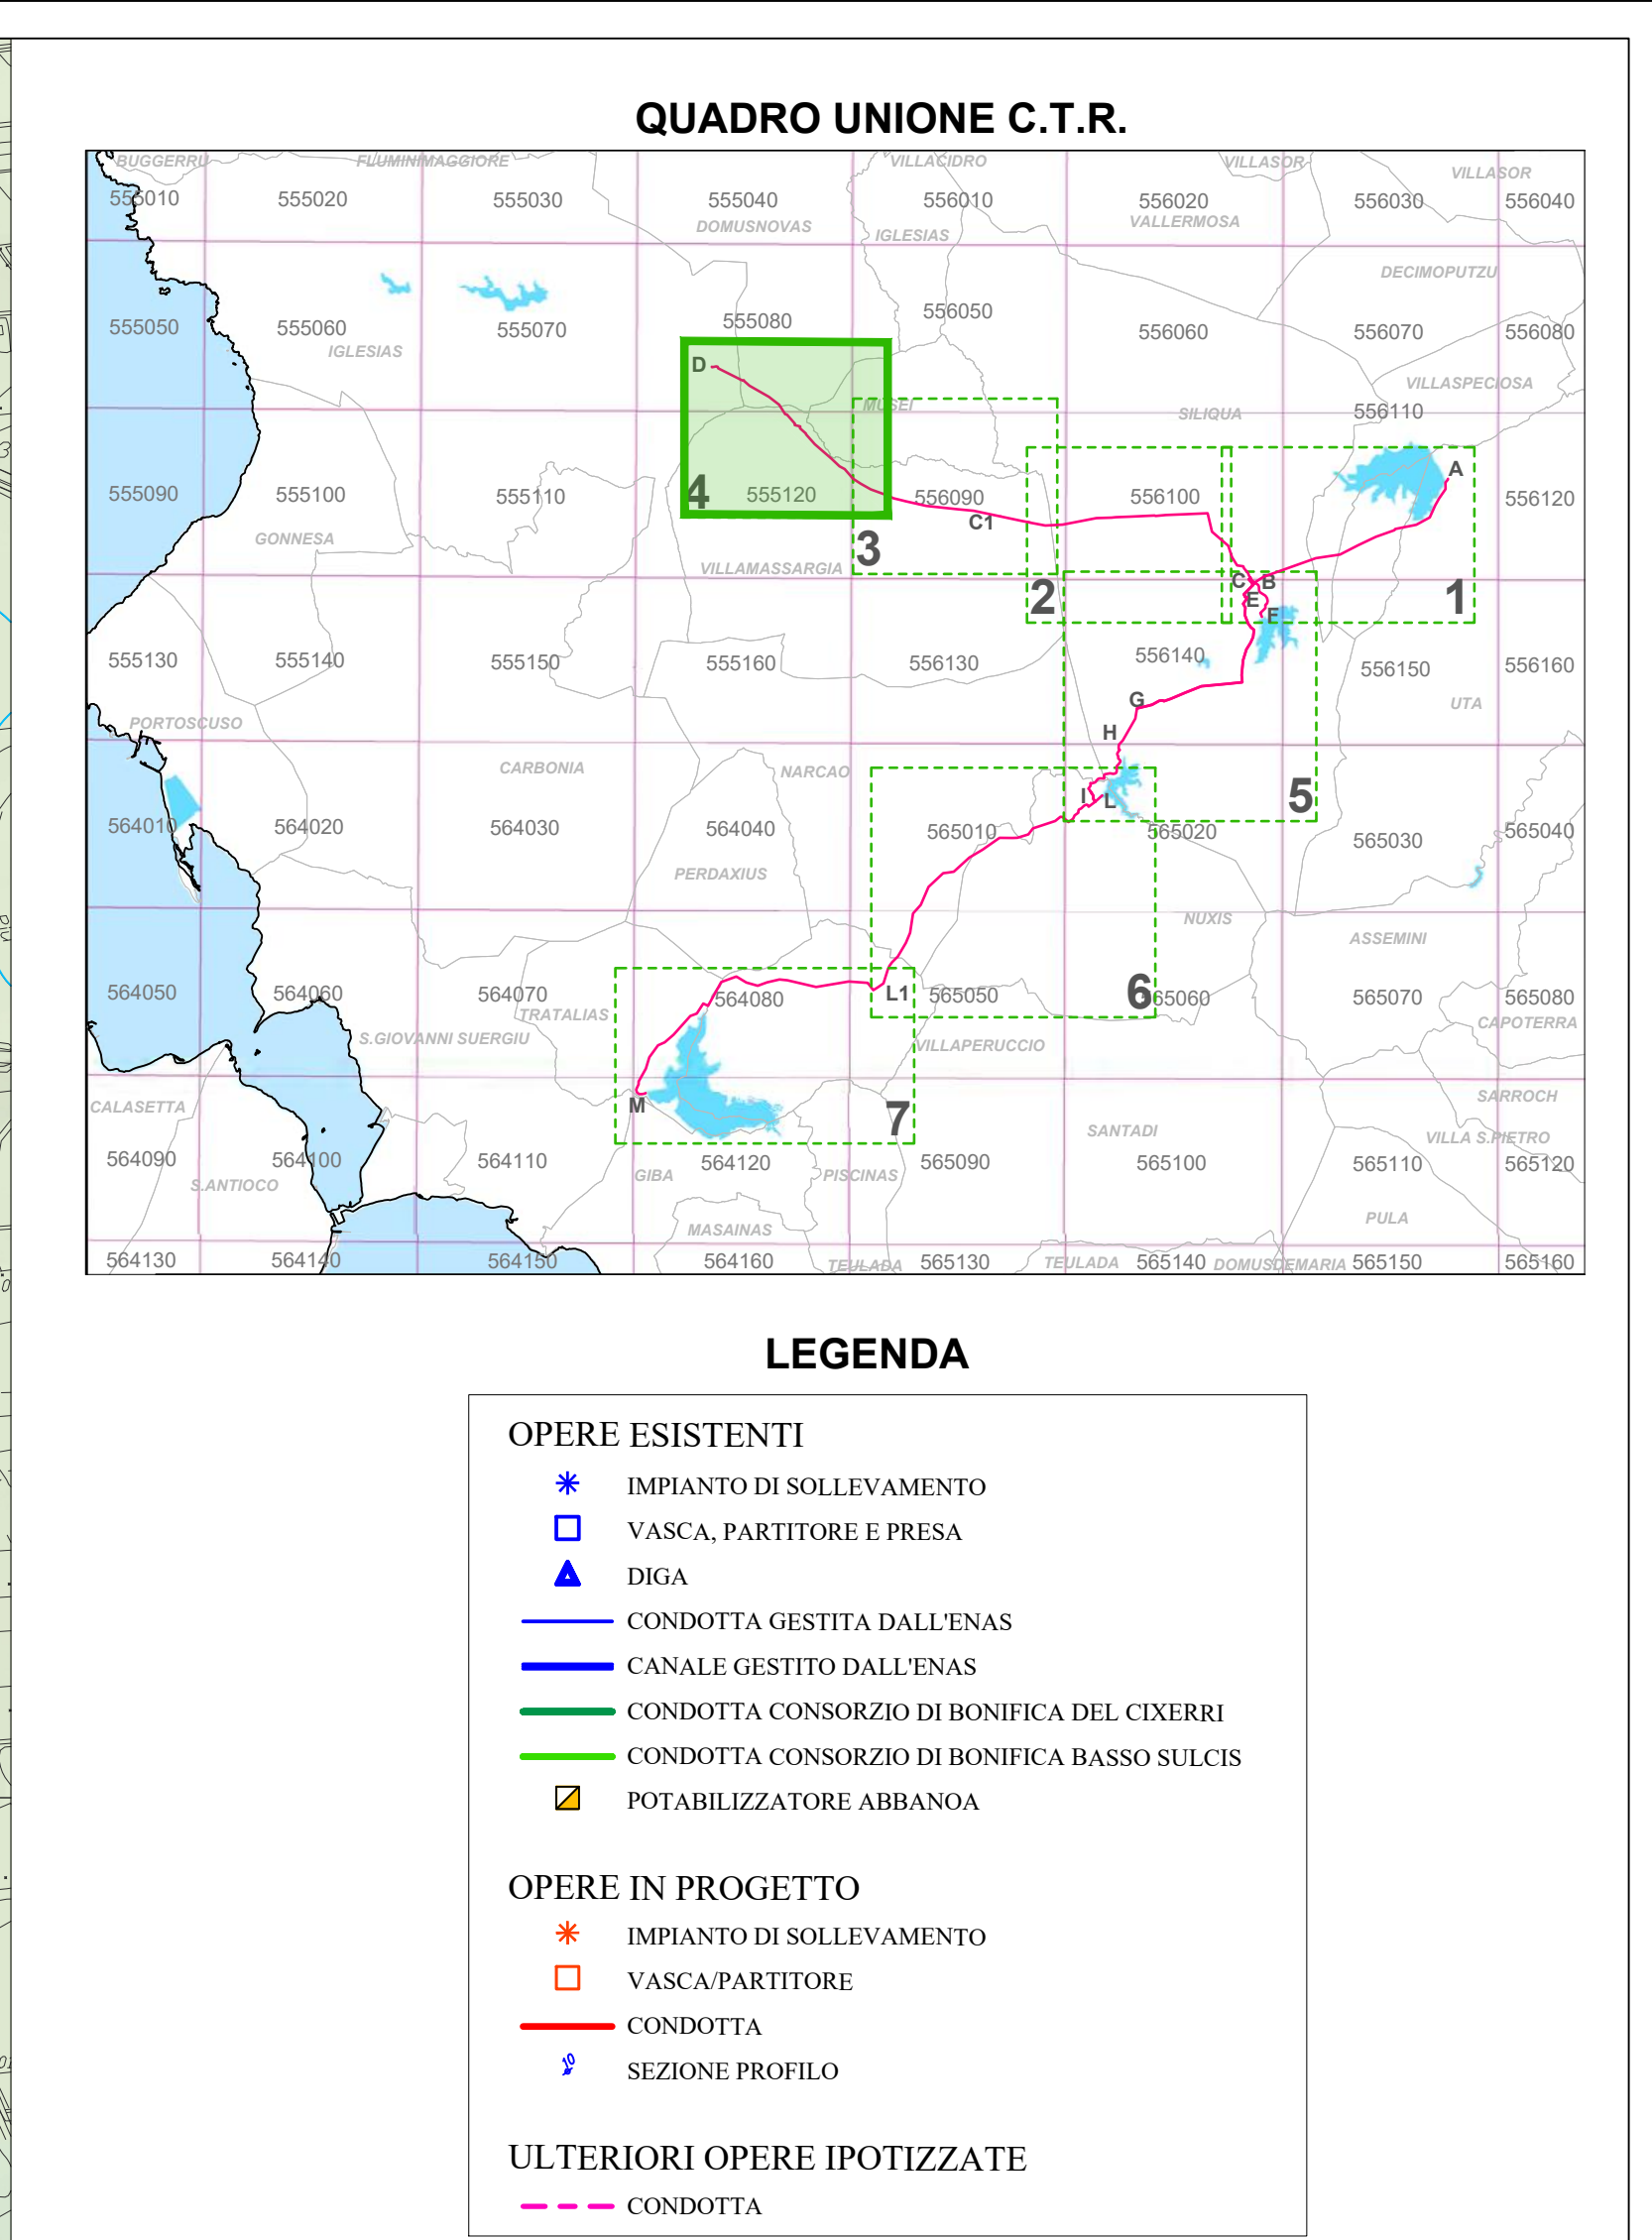 QUADRO UNIONE C.T.R.
BUGGERRU FLUMINIMAGGIORE VILLACIDRO VILLASOR VILLASOR
555010 555020 555030 555040 556010 556020 556030 556040
DOMUSNOVAS IGLESIAS VALLERMOSA
DECIMOPUTZU
555050 555060 555070 555080 556050 556060 556070 556080
IGLESIAS
D
VILLASPECIOSA
MUSEI SILIQUA 556110
A
555090 555100 555110 4 555120 556090 556100 556120
C1
GONNESA
3
VILLAMASSARGIA
C B
2 E 1
F
555130 555140 555150 555160 556130 556140 556150 556160
G UTA
PORTOSCUSO H
CARBONIA NARCAO
I L 5
564010 564020 564030 564040 565010 565020 565030 565040
PERDAXIUS
NUXIS
ASSEMINI
564050 564060 564070 564080 L1 565050 6 565060 565070 565080
TRATALIAS
CAPOTERRA
S.GIOVANNI SUERGIU VILLAPERUCCIO
CALASETTA M 7 SARROCH
SANTADI VILLA S.PIETRO
564090 564100 564110 564120 565090 565100 565110 565120
S.ANTIOCO GIBA PISCINAS
MASAINAS PULA
564130 564140 564150 564160 TEULADA 565130 TEULADA 565140 DOMUSDEMARIA 565150 565160
LEGENDA
OPERE ESISTENTI
IMPIANTO DI SOLLEVAMENTO
VASCA, PARTITORE E PRESA
DIGA
CONDOTTA GESTITA DALL'ENAS
CANALE GESTITO DALL'ENAS
CONDOTTA CONSORZIO DI BONIFICA DEL CIXERRI
CONDOTTA CONSORZIO DI BONIFICA BASSO SULCIS
POTABILIZZATORE ABBANOA
OPERE IN PROGETTO
IMPIANTO DI SOLLEVAMENTO
VASCA/PARTITORE
CONDOTTA
10 SEZIONE PROFILO
ULTERIORI OPERE IPOTIZZATE
CONDOTTA